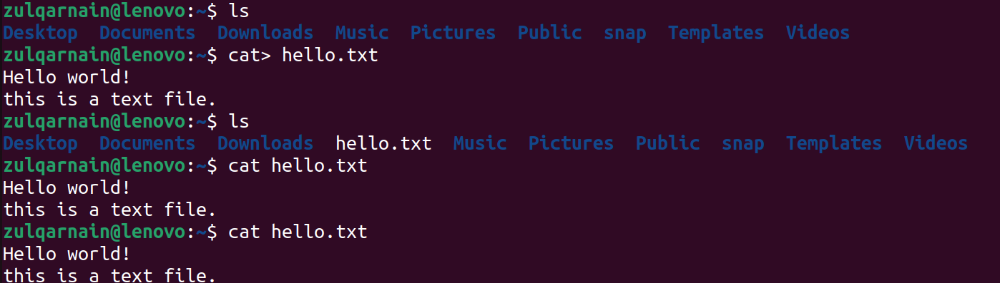 zulqarnain@lenovo:~$ ls
Desktop  Documents  Downloads  Music  Pictures  Public  snap  Templates  Videos
zulqarnain@lenovo:~$ cat> hello.txt
Hello world!
this is a text file.
zulqarnain@lenovo:~$ ls
Desktop  Documents  Downloads  hello.txt  Music  Pictures  Public  snap  Templates  Videos
zulqarnain@lenovo:~$ cat hello.txt
Hello world!
this is a text file.
zulqarnain@lenovo:~$ cat hello.txt
Hello world!
this is a text file.